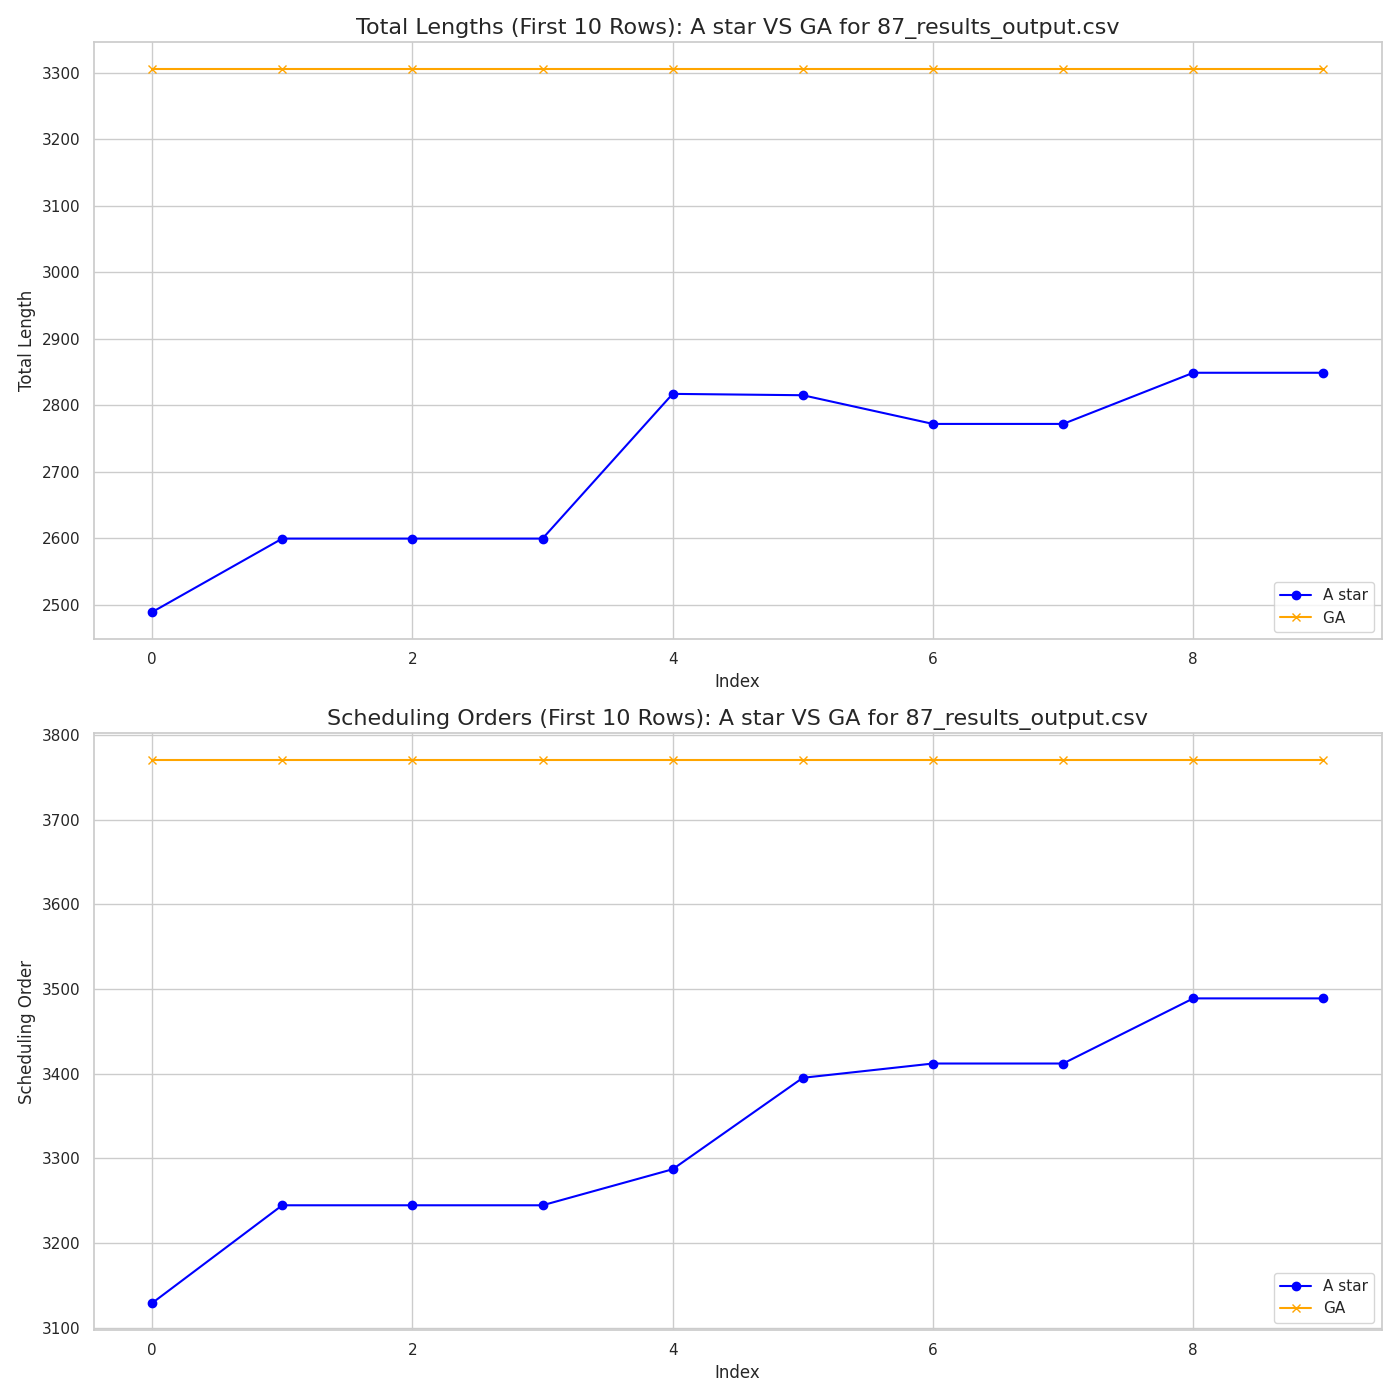 Total Lengths (First 10 Rows): A star VS GA for 87_results_output.csv
3300
3200
3100
3000
2900
2800
2700
2600
2500
Total Length
0 2 4 6 8
Index
A star
GA
Scheduling Orders (First 10 Rows): A star VS GA for 87_results_output.csv
3800
3700
3600
3500
3400
3300
3200
3100
Scheduling Order
0 2 4 6 8
Index
A star
GA